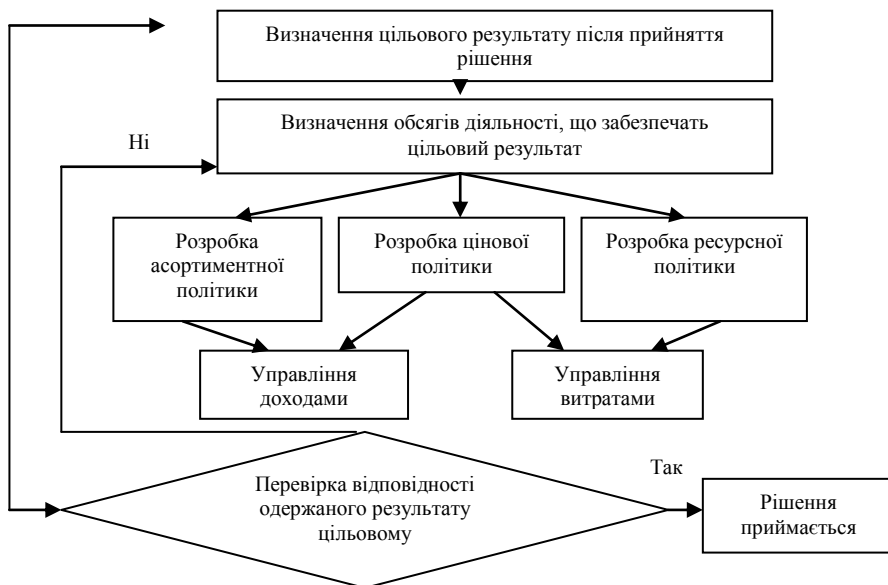 Визначення цільового результату після прийняття
рішення
Визначення обсягів діяльності, що забезпечать
цільовий результат
Ні
Розробка
асортиментної
політики
Розробка цінової
політики
Розробка ресурсної
політики
Управління
доходами
Управління
витратами
Перевірка відповідності
одержаного результату
цільовому
Так
Рішення
приймається